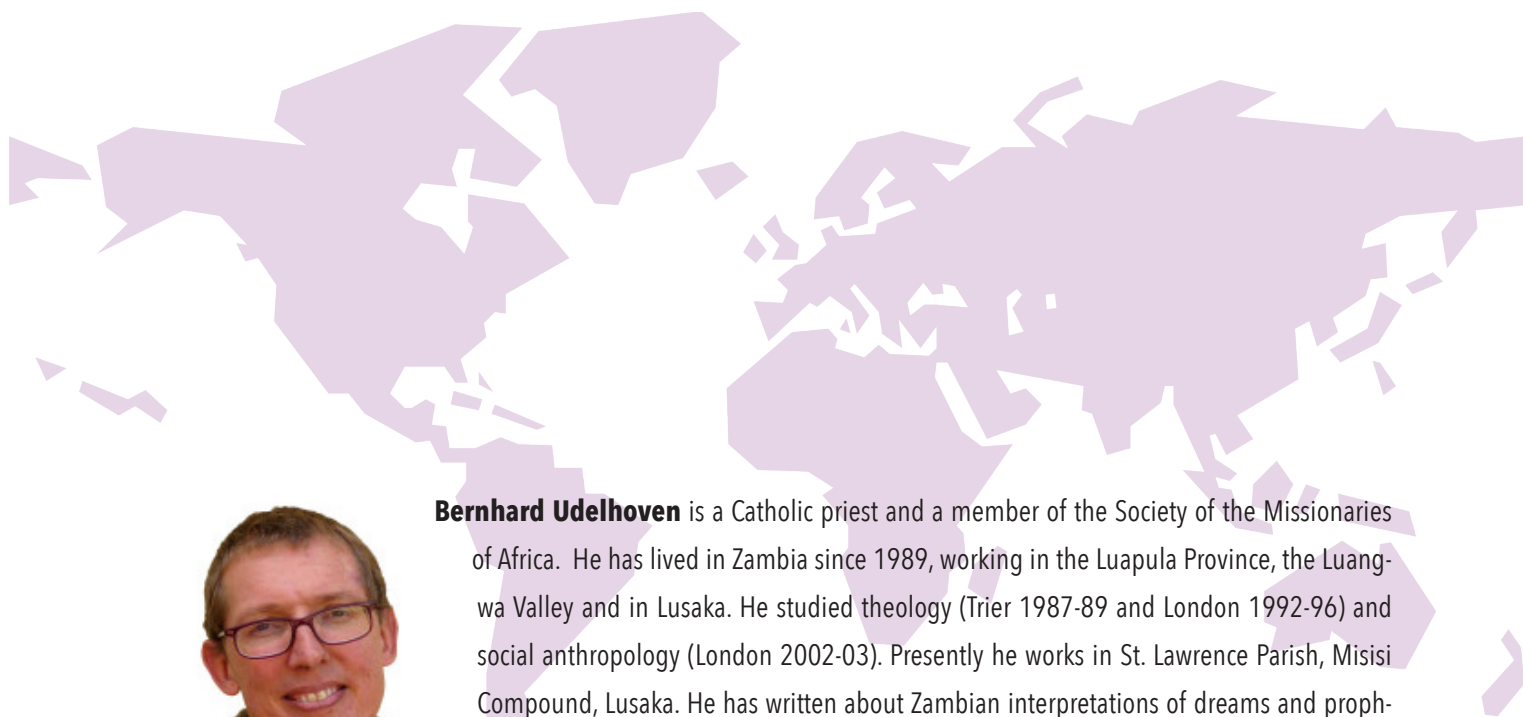 Bernhard Udelhoven is a Catholic priest and a member of the Society of the Missionaries
of Africa. He has lived in Zambia since 1989, working in the Luapula Province, the Luang-
wa Valley and in Lusaka. He studied theology (Trier 1987-89 and London 1992-96) and
social anthropology (London 2002-03). Presently he works in St. Lawrence Parish, Misisi
Compound, Lusaka. He has written about Zambian interpretations of dreams and proph-